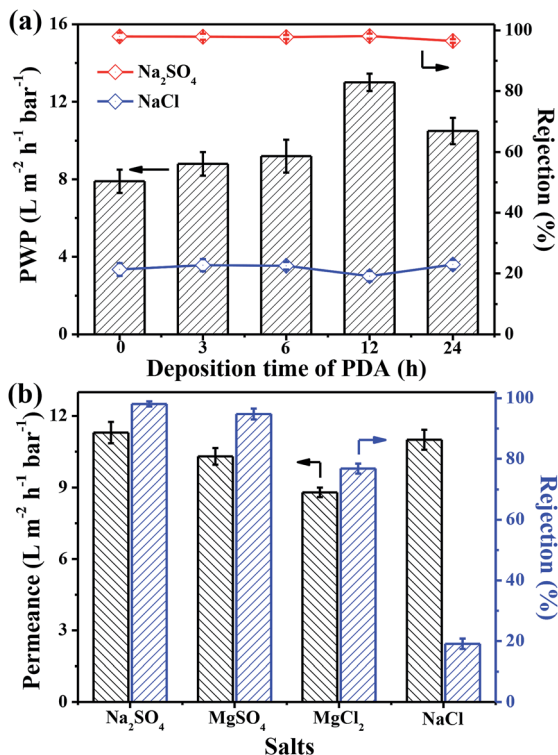 (a)
16
12
8
4
0
PWP (L m⁻² h⁻¹ bar⁻¹)
Na₂SO₄
NaCl
100
80
60
40
20
0
Rejection (%)
0 3 6 12 24
Deposition time of PDA (h)
(b)
12
9
6
3
0
Permeance (L m⁻² h⁻¹ bar⁻¹)
100
80
60
40
20
0
Rejection (%)
Na₂SO₄ MgSO₄ MgCl₂ NaCl
Salts